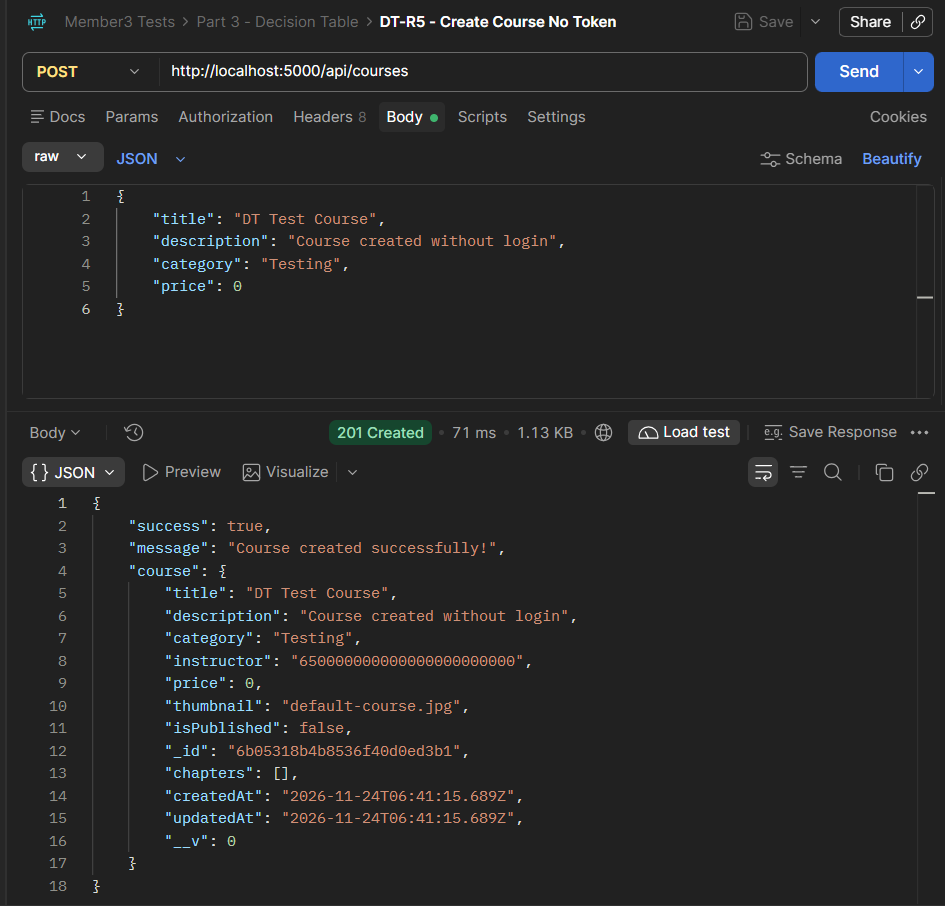 HTTP Member3 Tests > Part 3 - Decision Table > DT-R5 - Create Course No Token Save Share
POST http://localhost:5000/api/courses Send
Docs Params Authorization Headers 8 Body Scripts Settings Cookies
raw JSON Schema Beautify
1 {
2 "title": "DT Test Course",
3 "description": "Course created without login",
4 "category": "Testing",
5 "price": 0
6 }
Body 201 Created • 71 ms • 1.13 KB • Load test e.g. Save Response
{} JSON Preview Visualize
1 {
2 "success": true,
3 "message": "Course created successfully!",
4 "course": {
5 "title": "DT Test Course",
6 "description": "Course created without login",
7 "category": "Testing",
8 "instructor": "650000000000000000000000",
9 "price": 0,
10 "thumbnail": "default-course.jpg",
11 "isPublished": false,
12 "_id": "6b05318b4b8536f40d0ed3b1",
13 "chapters": [],
14 "createdAt": "2026-11-24T06:41:15.689Z",
15 "updatedAt": "2026-11-24T06:41:15.689Z",
16 "__v": 0
17 }
18 }